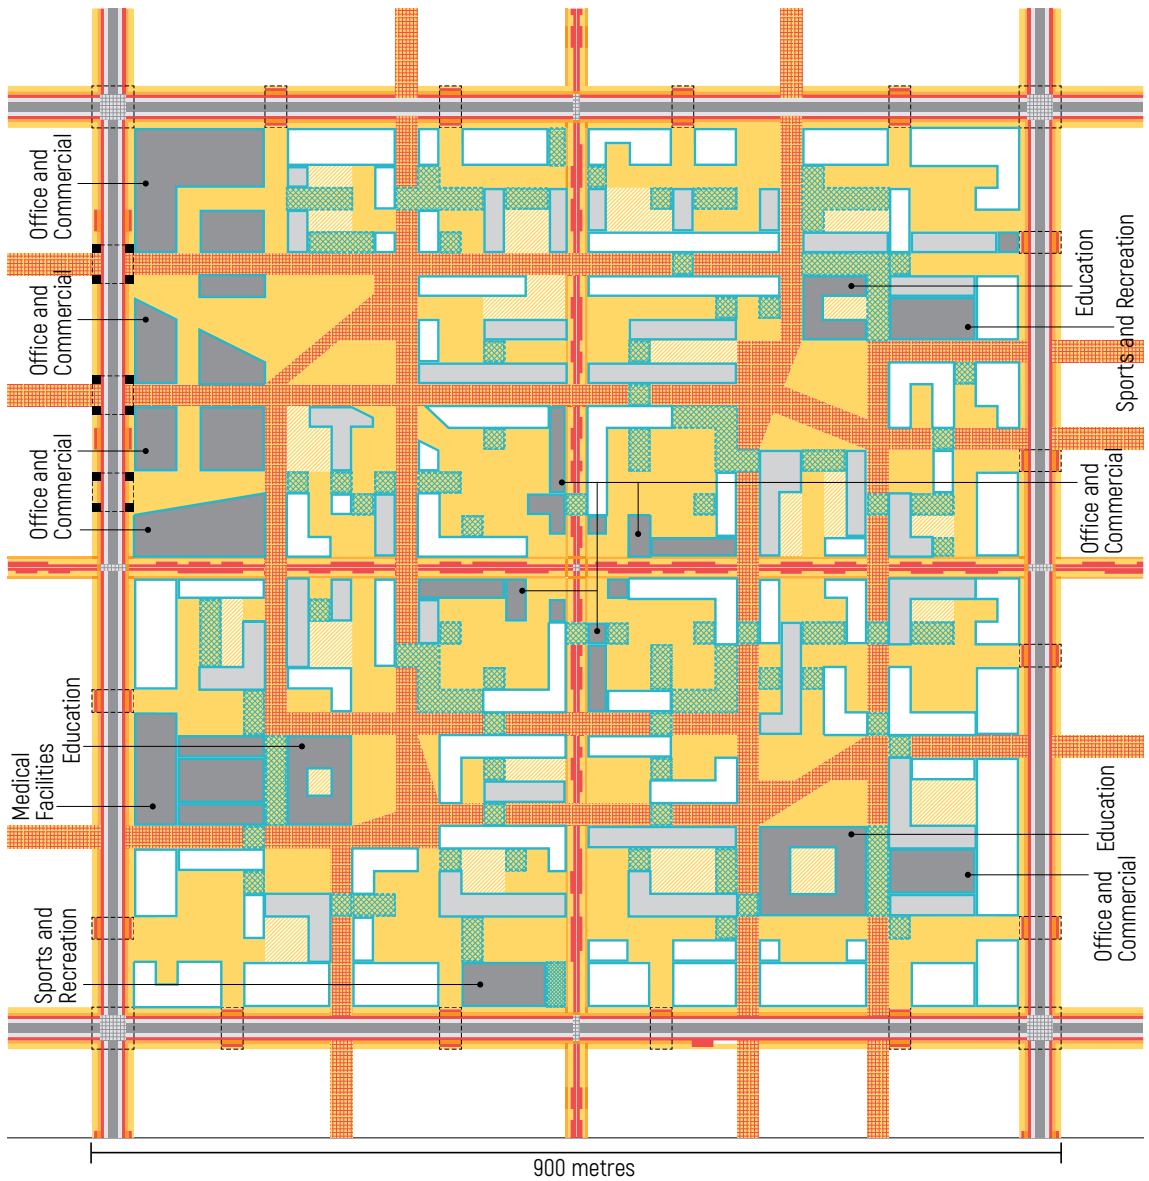 Office and
Commercial
Office and
Commercial
Office and
Commercial
Education
Medical
Facilities
Sports and
Recreation
Education
Sports and Recreation
Office and
Commercial
Education
Office and
Commercial
900 metres